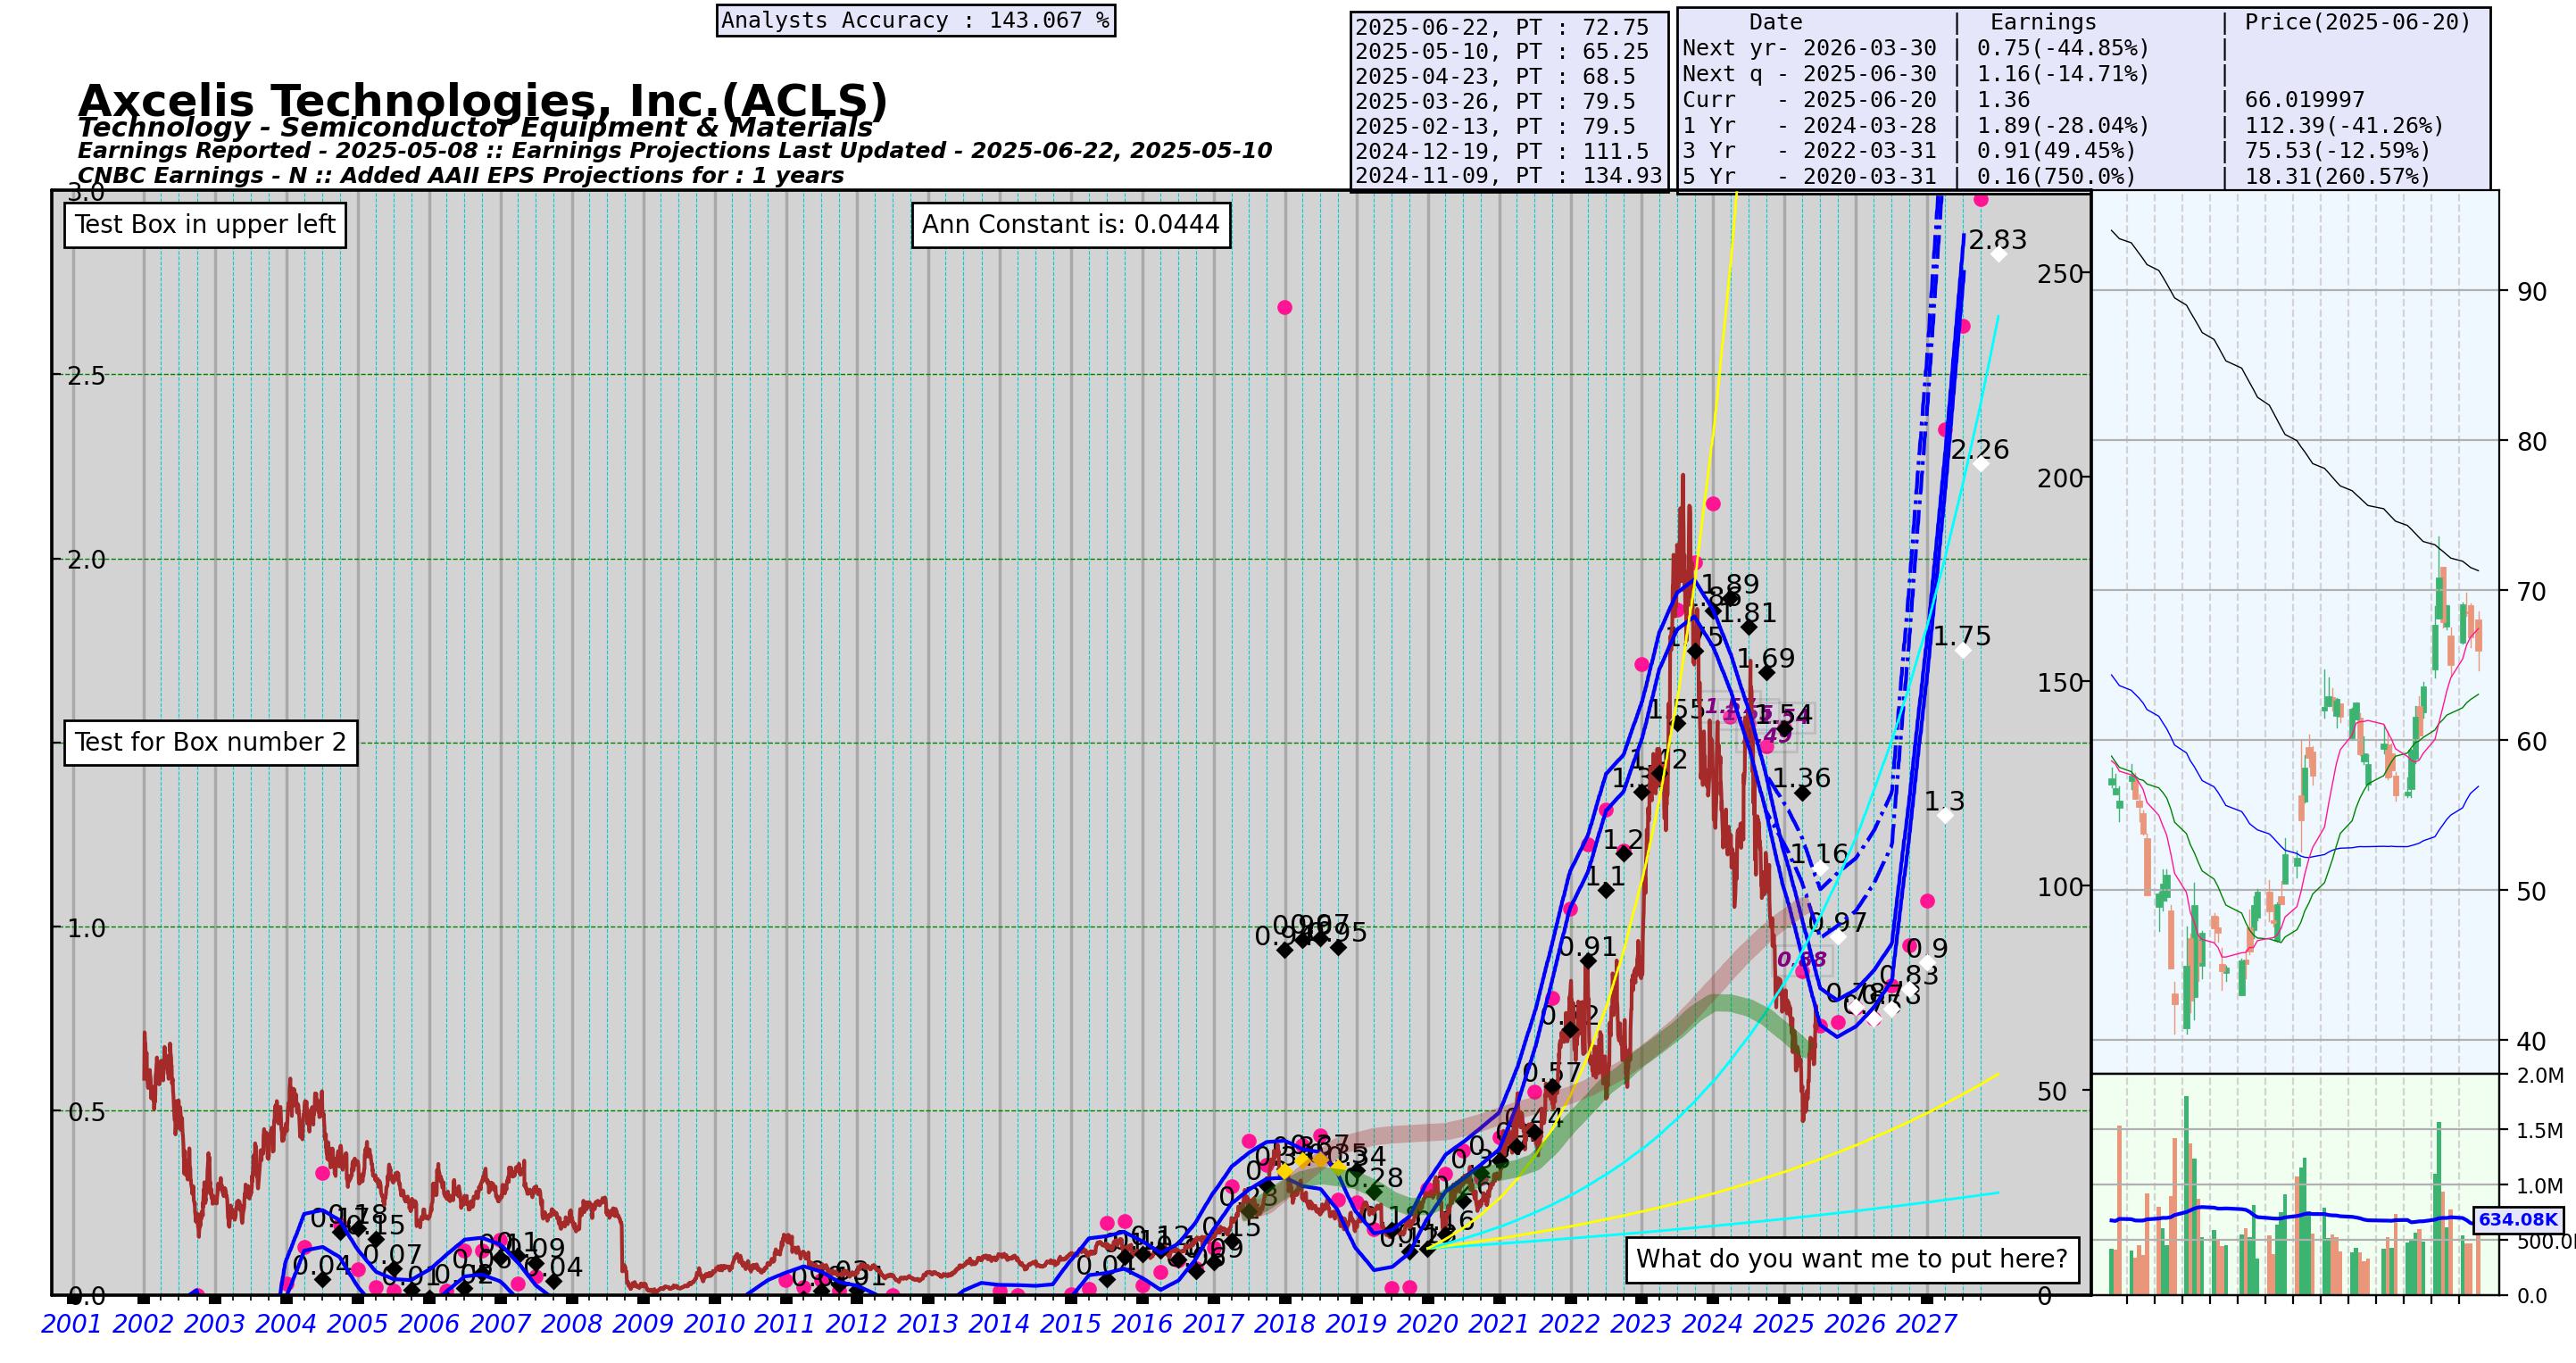 Analysts Accuracy : 143.067 %
Axcelis Technologies, Inc.(ACLS)
Technology - Semiconductor Equipment & Materials
Earnings Reported - 2025-05-08 :: Earnings Projections Last Updated - 2025-06-22, 2025-05-10
CNBC Earnings - N :: Added AAII EPS Projections for : 1 years
2025-06-22, PT : 72.75
2025-05-10, PT : 65.25
2025-04-23, PT : 68.5
2025-03-26, PT : 79.5
2025-02-13, PT : 79.5
2024-12-19, PT : 111.5
2024-11-09, PT : 134.93
Date | Earnings | Price(2025-06-20)
Next yr- 2026-03-30 | 0.75(-44.85%) |
Next q - 2025-06-30 | 1.16(-14.71%) |
Curr - 2025-06-20 | 1.36 | 66.019997
1 Yr - 2024-03-28 | 1.89(-28.04%) | 112.39(-41.26%)
3 Yr - 2022-03-31 | 0.91(49.45%) | 75.53(-12.59%)
5 Yr - 2020-03-31 | 0.16(750.0%) | 18.31(260.57%)
Test Box in upper left
Ann Constant is: 0.0444
Test for Box number 2
What do you want me to put here?
3.0
2.5
2.0
1.0
0.5
0.0
2.83
2.26
1.75
1.3
0.9
0.83
0.97
1.16
1.36
1.54
1.69
1.81
1.89
1.55
1.42
1.2
1.1
0.91
0.57
0.88
0.28
0.95
0.15
0.07
0.04
250
200
150
100
50
0
90
80
70
60
50
40
2.0M
1.5M
1.0M
634.08K
0.0
2001 2002 2003 2004 2005 2006 2007 2008 2009 2010 2011 2012 2013 2014 2015 2016 2017 2018 2019 2020 2021 2022 2023 2024 2025 2026 2027